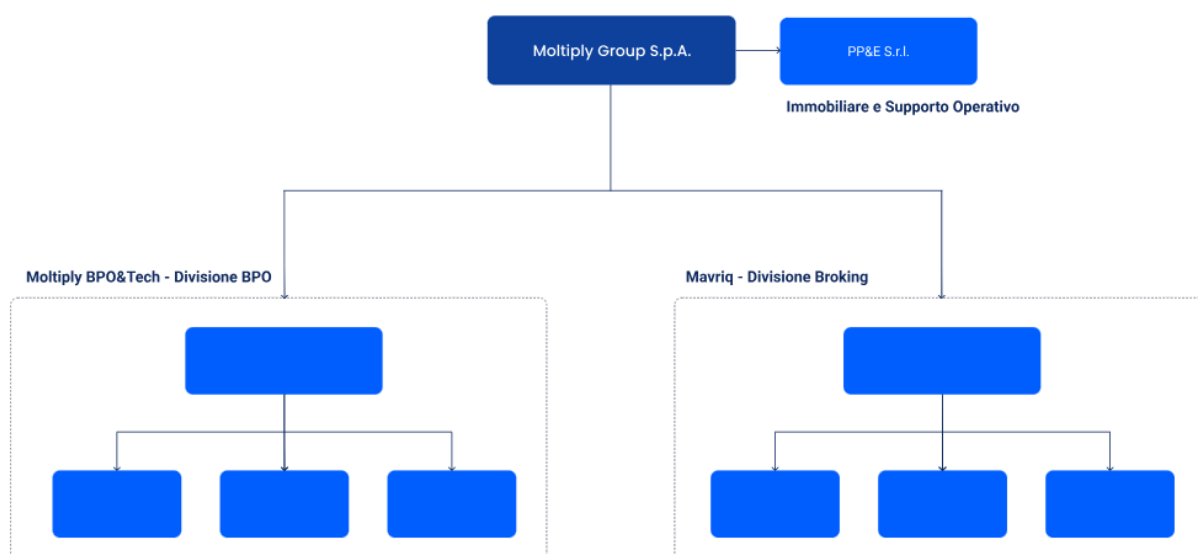 Moltiply Group S.p.A.
PP&E S.r.l.
Immobiliare e Supporto Operativo
Moltiply BPO&Tech - Divisione BPO
Mavriq - Divisione Broking